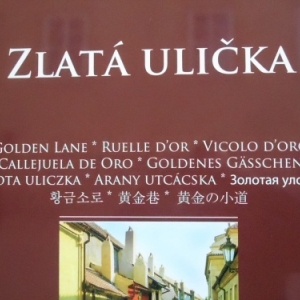 ZLATÁ ULIČKA
GOLDEN LANE * RUELLE D'OR * VICOLO D'ORO
CALLEJUELA DE ORO * GOLDENES GÄSSCHEN
ULICZKA * ARANY UTCÁCSKA * Золотая
황금소로 * 黄金巷 * 黄金の小道